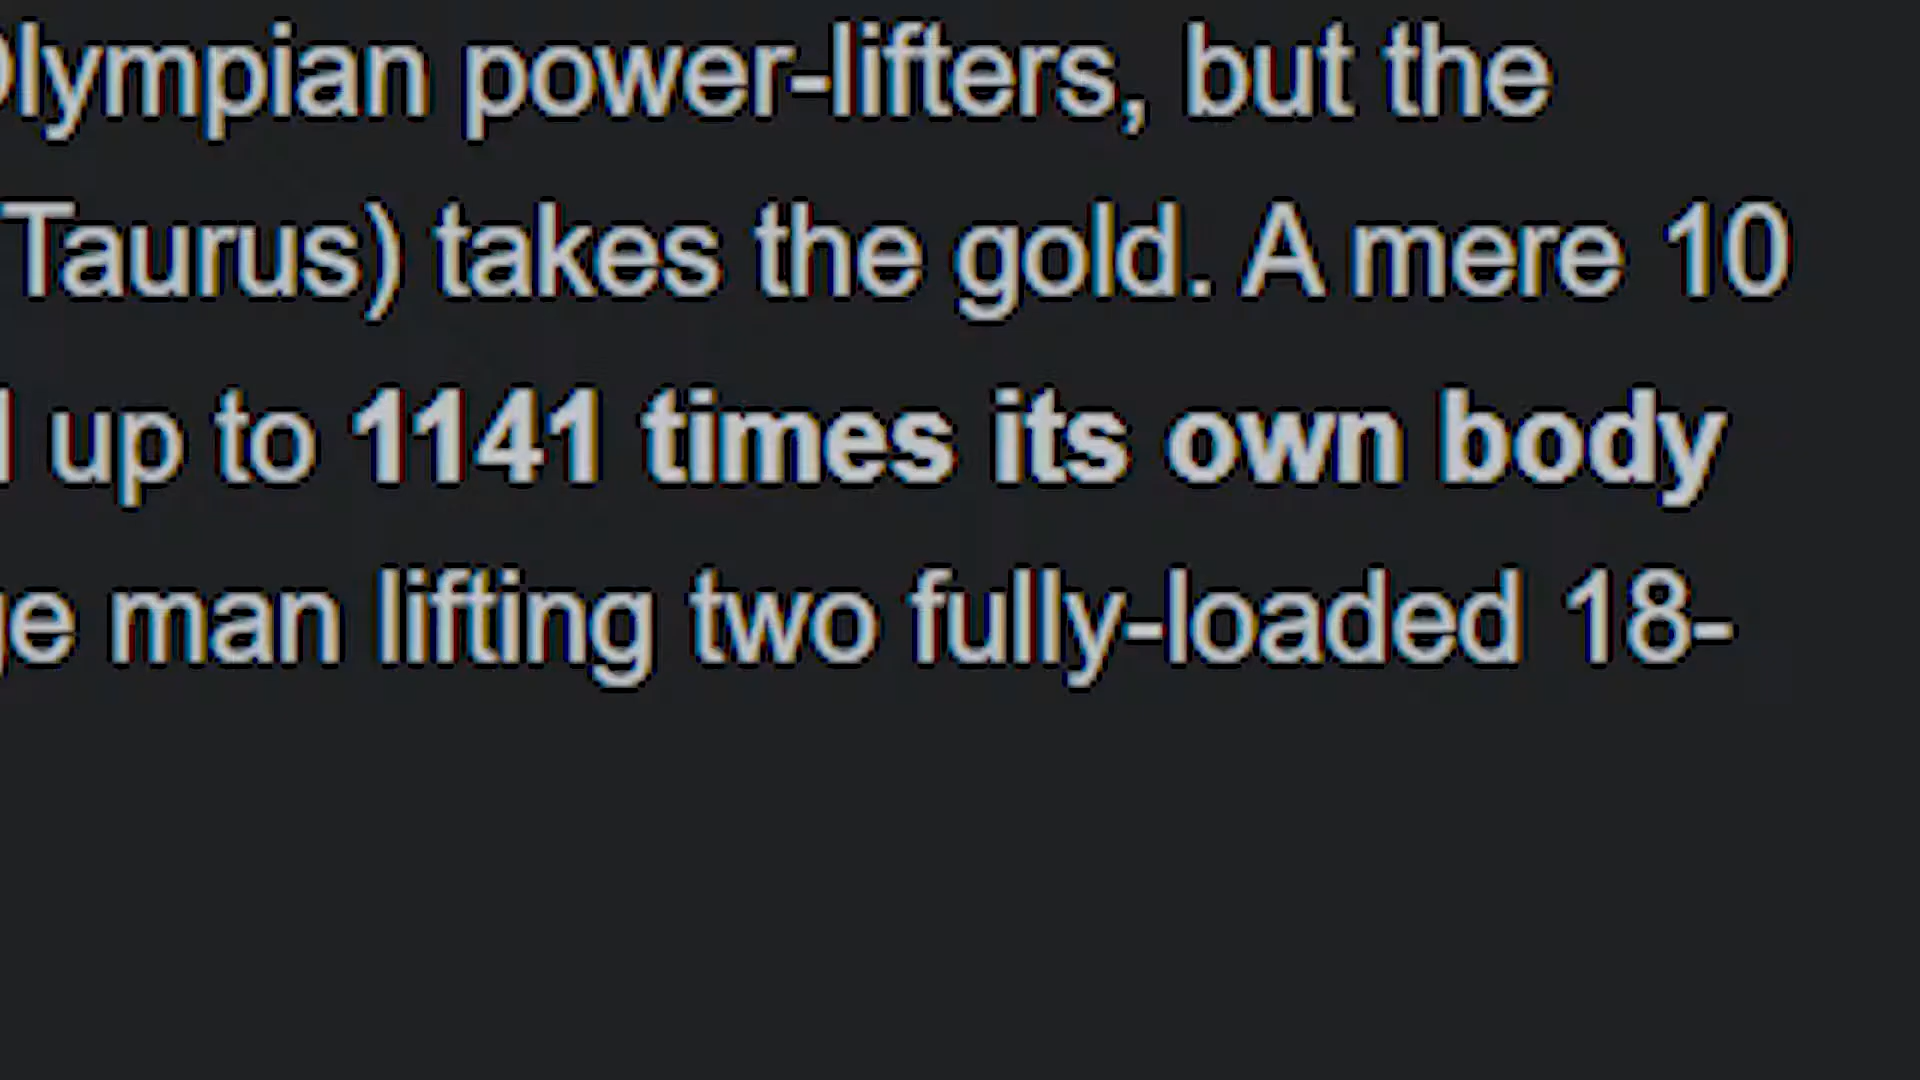 Olympian power-lifters, but the
Taurus) takes the gold. A mere 10
up to 1141 times its own body
man lifting two fully-loaded 18-